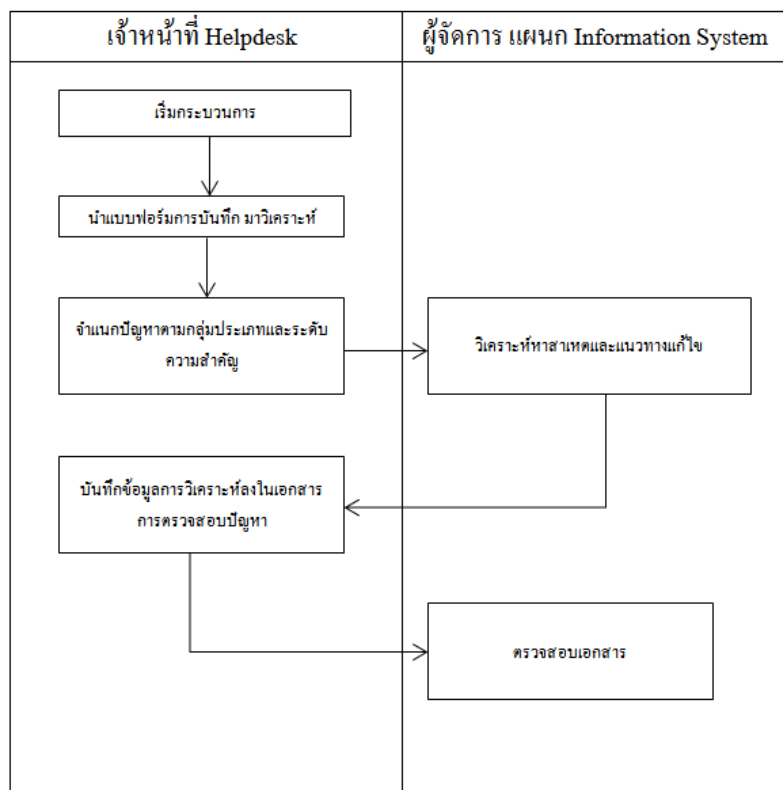 เจ้าหน้าที่ Helpdesk
ผู้จัดการ แผนก Information System
เริ่มกระบวนการ
นำแบบฟอร์มการบันทึก มาวิเคราะห์
จำแนกปัญหาตามกลุ่มประเภทและระดับ
ความสำคัญ
วิเคราะห์หาสาเหตและแนวทางแก้ไข
บันทึกข้อมูลการวิเคราะห์ลงในเอกสาร
การตรวจสอบปัญหา
ตรวจสอบเอกสาร